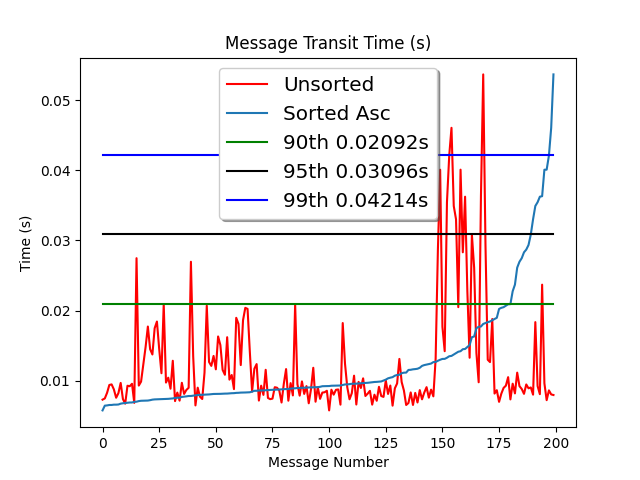 Message Transit Time (s)
Unsorted
Sorted Asc
90th 0.02092s
95th 0.03096s
99th 0.04214s
0.05
0.04
0.03
0.02
0.01
Time (s)
0 25 50 75 100 125 150 175 200
Message Number